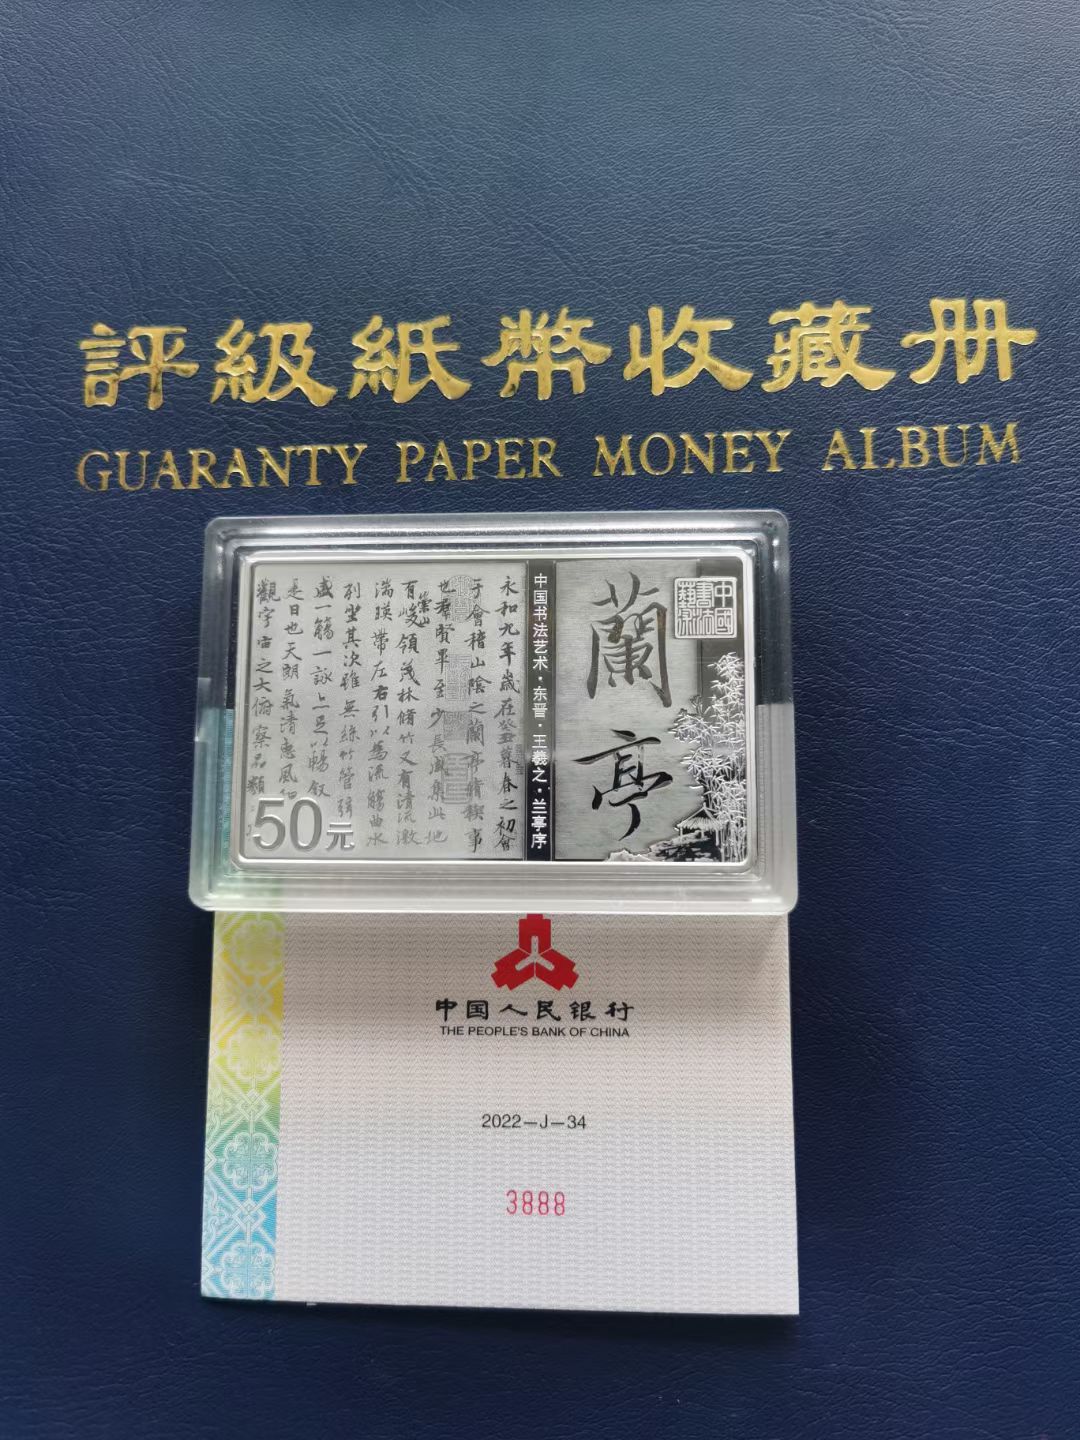 評級紙幣收藏册
GUARANTY PAPER MONEY ALBUM
蘭亭
中國書法藝術
中国书法艺术·东晋·王羲之·兰亭序
永和九年歲在癸丑暮春之初會
于會稽山陰之蘭亭脩稧事
也羣賢畢至少長咸集此地
有崇山峻領茂林脩竹又有清流激
湍暎帶左右引以為流觴曲水
列坐其次雖無絲竹管弦
盛一觴一詠亦足以暢叙
是日也天朗氣清惠風和
觀宇宙之大俯察品類
50元
中国人民银行
THE PEOPLE'S BANK OF CHINA
2022-J-34
3888